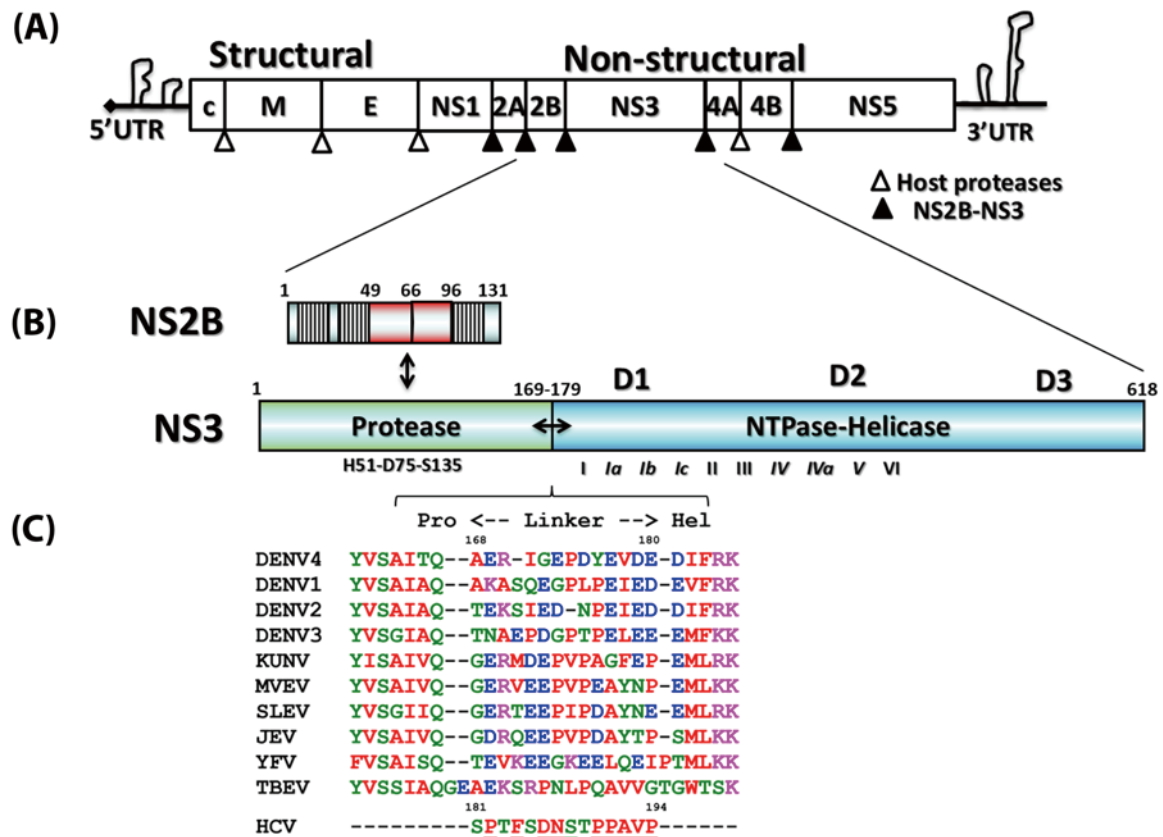 (A)
Structural Non-structural
c M E NS1 2A 2B NS3 4A 4B NS5
5'UTR 3'UTR
Host proteases
NS2B-NS3
(B)
1 49 66 96 131
NS2B
1 169-179 D1 D2 D3 618
NS3 Protease NTPase-Helicase
H51-D75-S135 I Ia Ib Ic II III IV IVa V VI
(C)
Pro <-- Linker --> Hel
168 180
DENV4 YVSAITQ--AER-IGEPDYEVDE-DIFRK
DENV1 YVSAIAQ--AKASQEGPLPEIED-EVFRK
DENV2 YVSAIAQ--TEKSIED-NPEIED-DIFRK
DENV3 YVSGIAQ--TNAEPDGPTPELEE-EMFKK
KUNV YISAIVQ--GERMDEPVPAGFEP-EMLRK
MVEV YVSAIVQ--GERVEEPVPEAYNP-EMLKK
SLEV YVSGIIQ--GERTEEPIPDAYNE-EMLRK
JEV YVSAIVQ--GDRQEEPVPDAYTP-SMLKK
YFV FVSAISQ--TEVKEEGKEELQEIPTMLKK
TBEV YVSSIAQGEAEKSRPNLPQAVVGTGWTSK
181 194
HCV ---------SPTFSDNSTPPAVP------